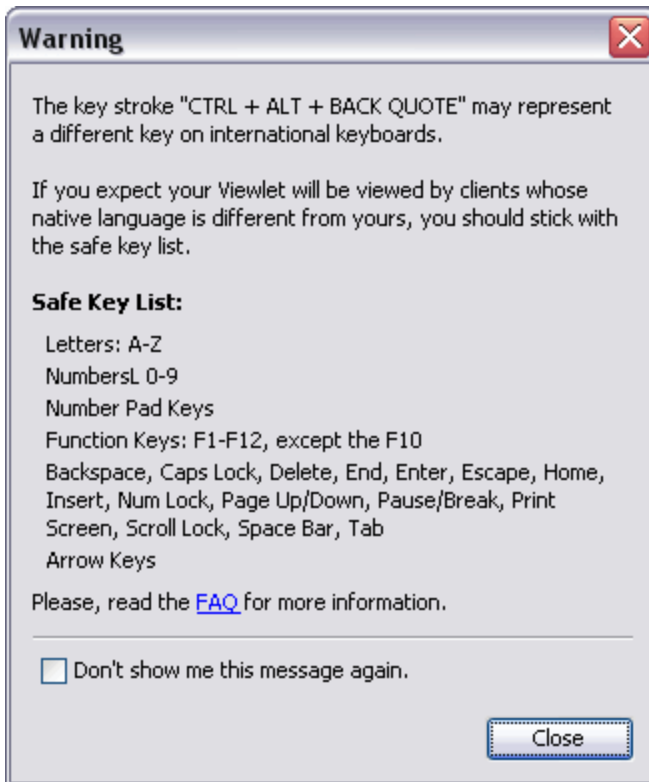 Warning
The key stroke "CTRL + ALT + BACK QUOTE" may represent
a different key on international keyboards.
If you expect your Viewlet will be viewed by clients whose
native language is different from yours, you should stick with
the safe key list.
Safe Key List:
Letters: A-Z
NumbersL 0-9
Number Pad Keys
Function Keys: F1-F12, except the F10
Backspace, Caps Lock, Delete, End, Enter, Escape, Home,
Insert, Num Lock, Page Up/Down, Pause/Break, Print
Screen, Scroll Lock, Space Bar, Tab
Arrow Keys
Please, read the FAQ for more information.
Don't show me this message again.
Close